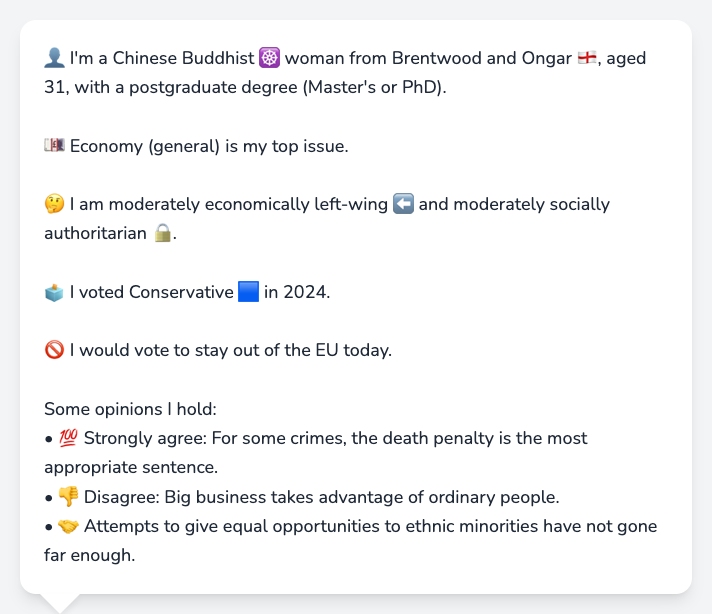 👤 I'm a Chinese Buddhist ☸️ woman from Brentwood and Ongar 🏴󠁧󠁢󠁥󠁮󠁧󠁿, aged
31, with a postgraduate degree (Master's or PhD).
💷 Economy (general) is my top issue.
🤔 I am moderately economically left-wing ⬅️ and moderately socially
authoritarian 🔒.
🗳️ I voted Conservative 🟦 in 2024.
🚫 I would vote to stay out of the EU today.
Some opinions I hold:
• 💯 Strongly agree: For some crimes, the death penalty is the most
appropriate sentence.
• 👎 Disagree: Big business takes advantage of ordinary people.
• 🤝 Attempts to give equal opportunities to ethnic minorities have not gone
far enough.